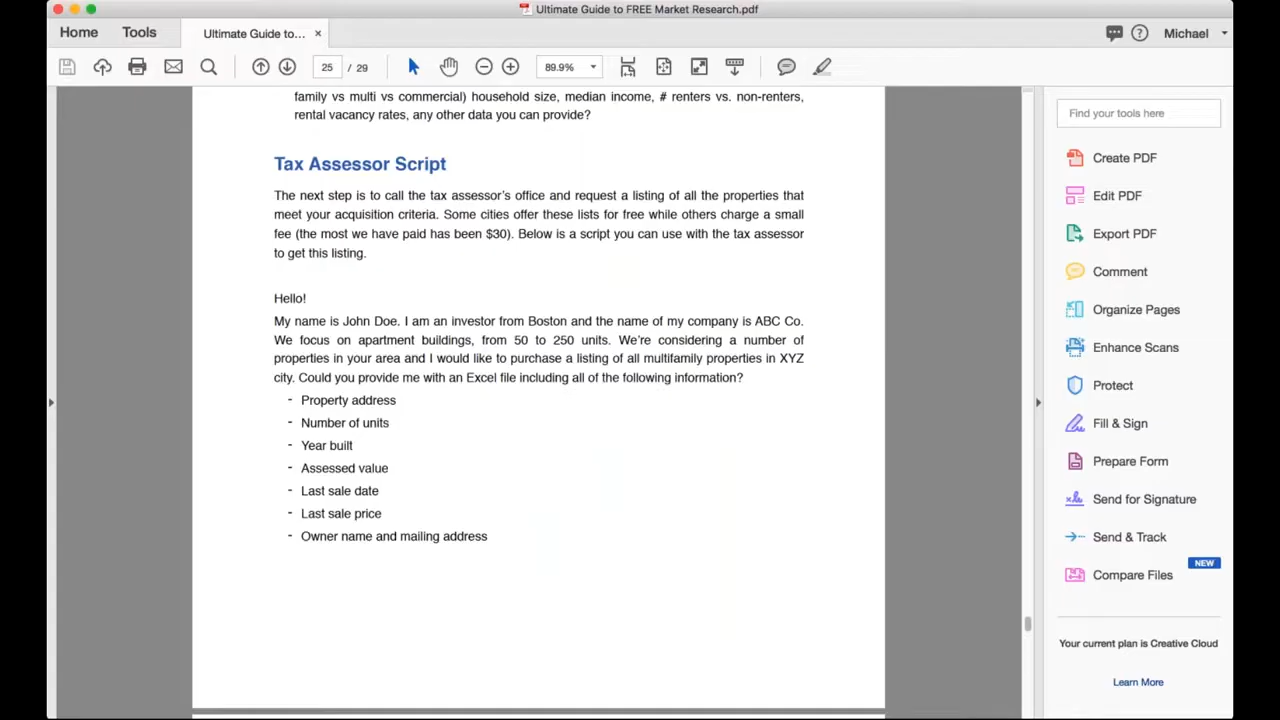 Ultimate Guide to FREE Market Research.pdf
Home
Tools
Ultimate Guide to... ×
Michael
25 / 29
89.9%
family vs multi vs commercial) household size, median income, # renters vs. non-renters,
rental vacancy rates, any other data you can provide?
Tax Assessor Script
The next step is to call the tax assessor’s office and request a listing of all the properties that
meet your acquisition criteria. Some cities offer these lists for free while others charge a small
fee (the most we have paid has been $30). Below is a script you can use with the tax assessor
to get this listing.
Hello!
My name is John Doe. I am an investor from Boston and the name of my company is ABC Co.
We focus on apartment buildings, from 50 to 250 units. We’re considering a number of
properties in your area and I would like to purchase a listing of all multifamily properties in XYZ
city. Could you provide me with an Excel file including all of the following information?
- Property address
- Number of units
- Year built
- Assessed value
- Last sale date
- Last sale price
- Owner name and mailing address
Find your tools here
Create PDF
Edit PDF
Export PDF
Comment
Organize Pages
Enhance Scans
Protect
Fill & Sign
Prepare Form
Send for Signature
Send & Track
NEW
Compare Files
Your current plan is Creative Cloud
Learn More